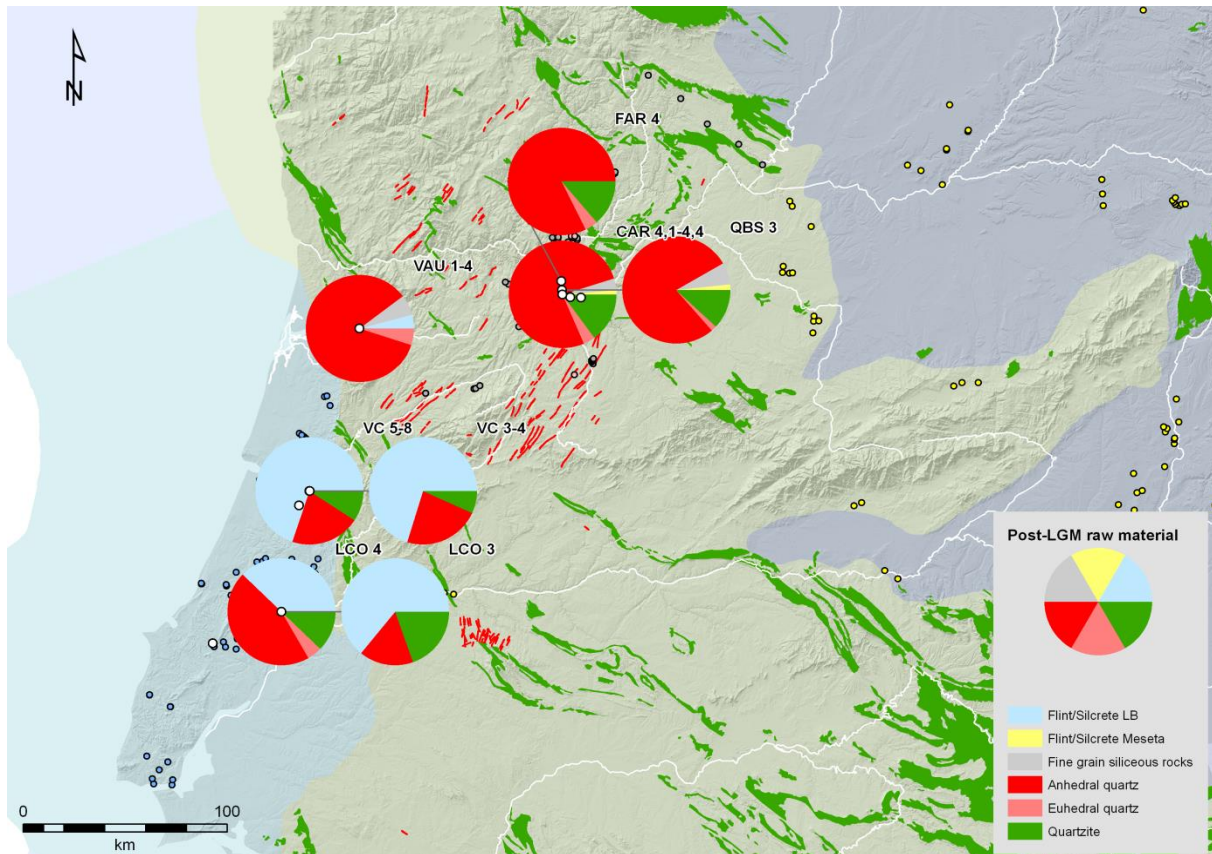 N
FAR 4
CAR 4,1-4,4
QBS 3
VAU 1-4
VC 5-8
VC 3-4
LCO 4
LCO 3
Post-LGM raw material
Flint/Silcrete LB
Flint/Silcrete Meseta
Fine grain siliceous rocks
Anhedral quartz
Euhedral quartz
Quartzite
0 100
km